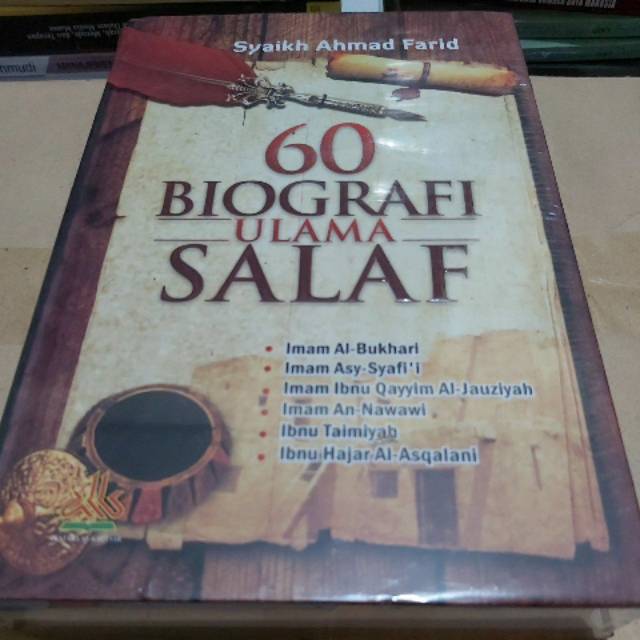 Syaikh Ahmad Farid
60
BIOGRAFI
ULAMA
SALAF
• Imam Al-Bukhari
• Imam Asy-Syafi'i
• Imam Ibnu Qayyim Al-Jauziyah
• Imam An-Nawawi
• Ibnu Taimiyah
• Ibnu Hajar Al-Asqalani